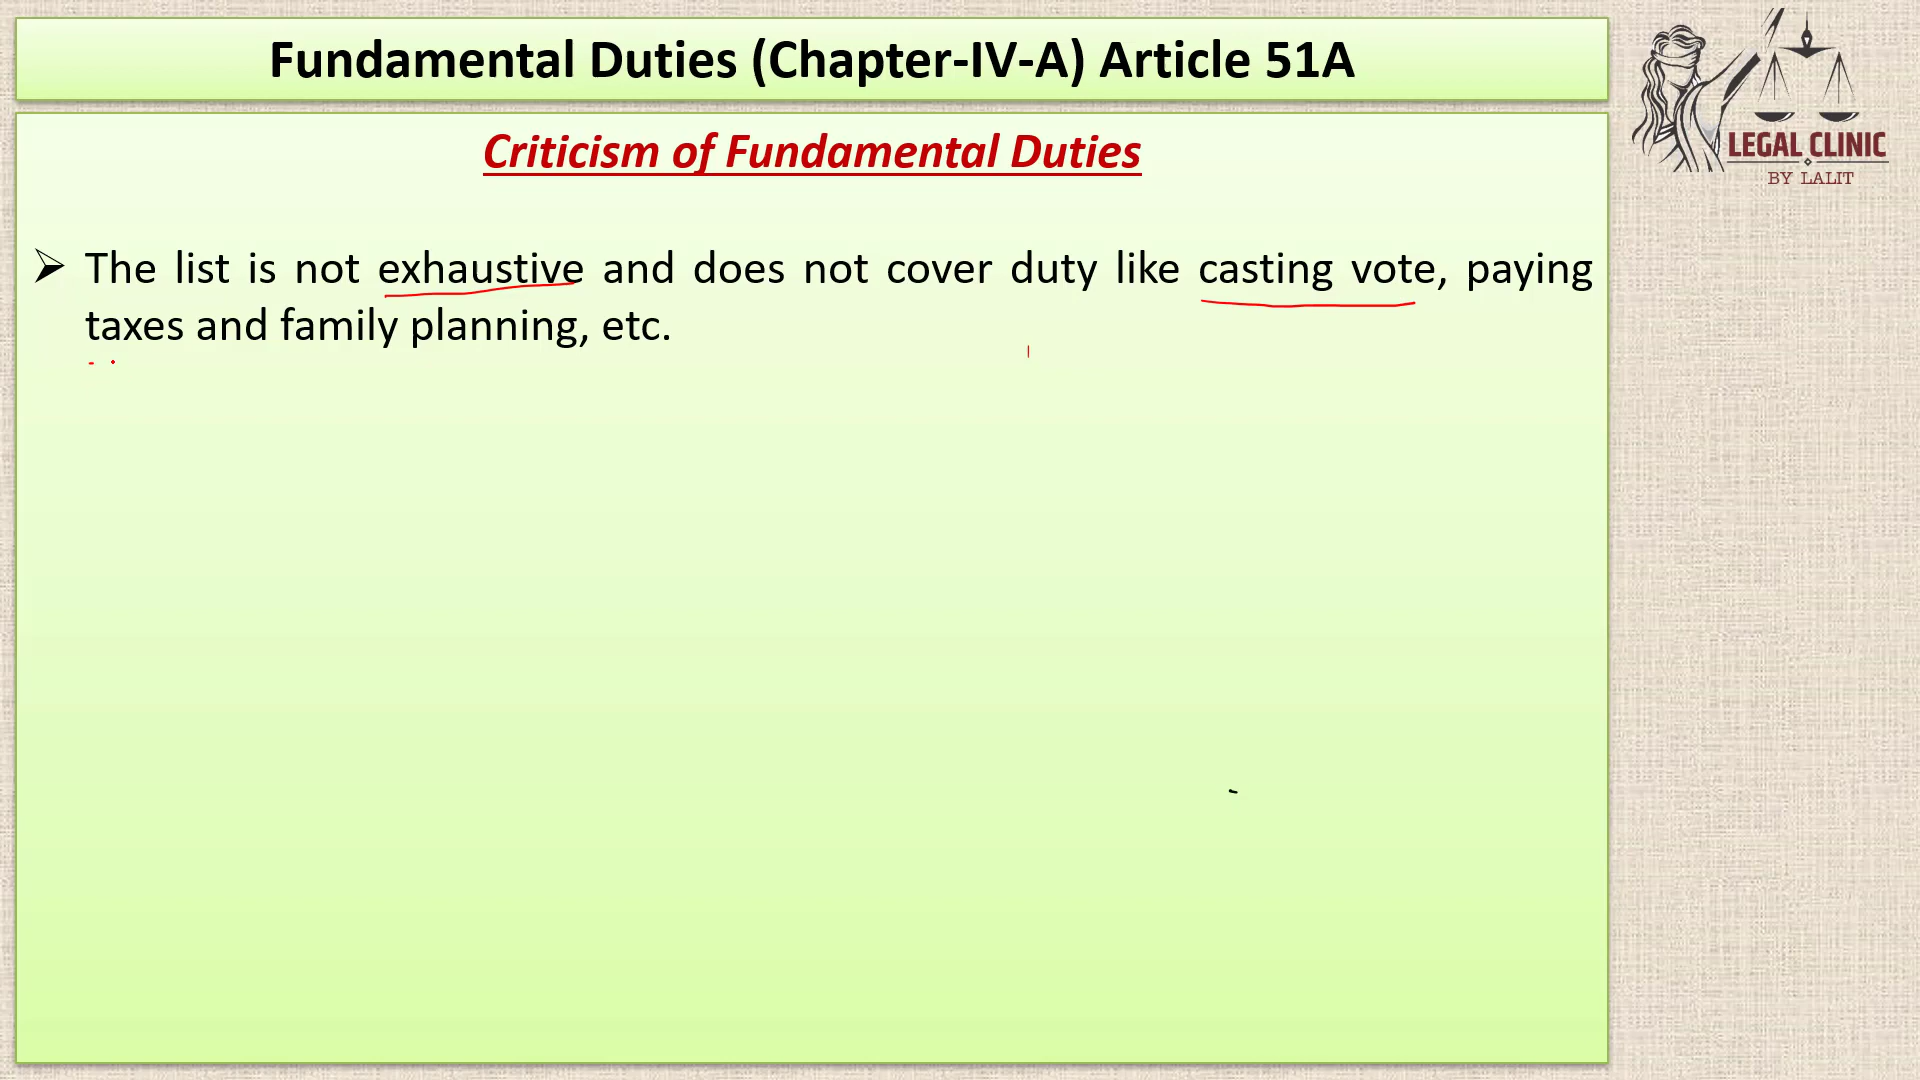 Fundamental Duties (Chapter-IV-A) Article 51A
Criticism of Fundamental Duties
➢ The list is not exhaustive and does not cover duty like casting vote, paying
taxes and family planning, etc.
LEGAL CLINIC
BY LALIT